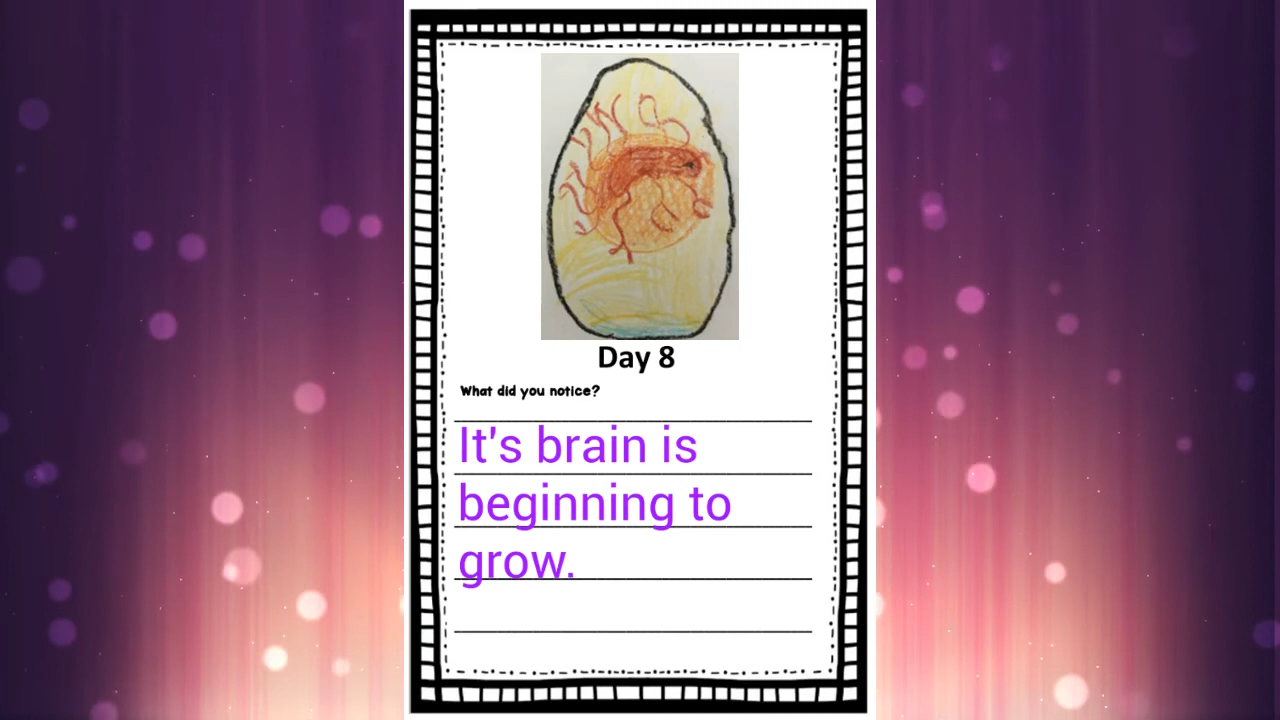 Day 8
What did you notice?
It's brain is
beginning to
grow.